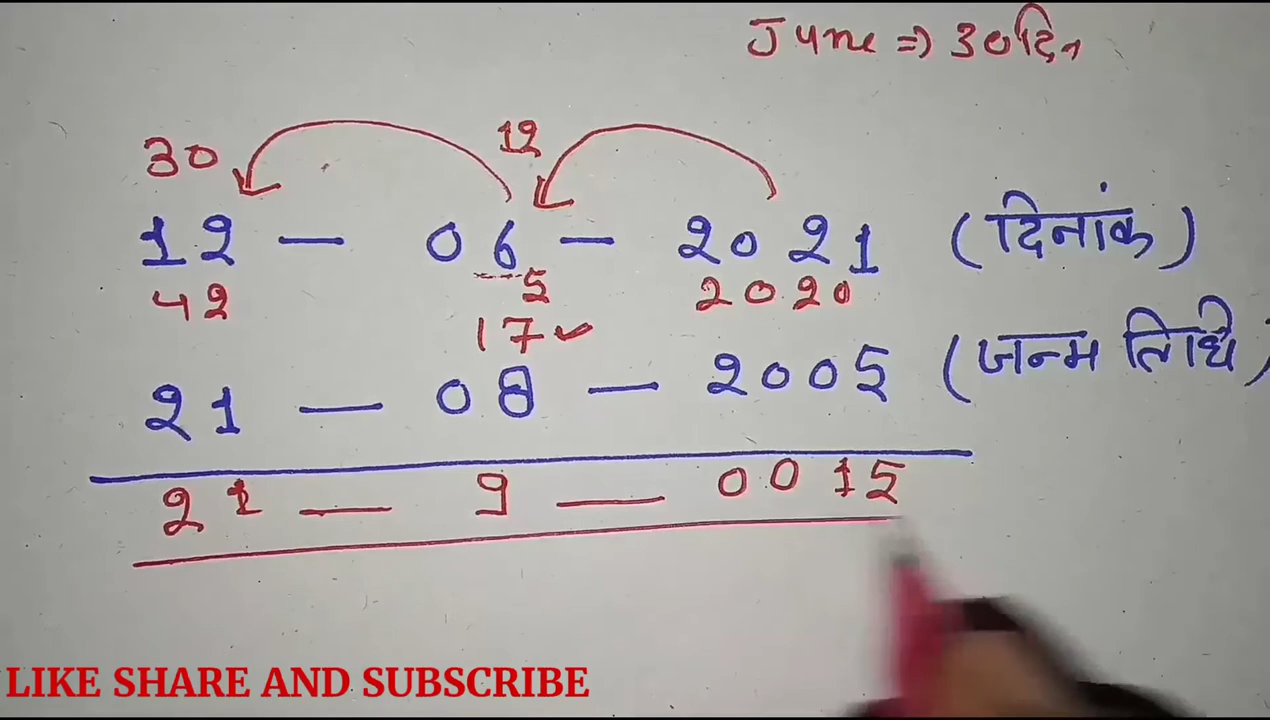 June => 30दिन
30 12
12 — 06 — 2021 (दिनांक)
42 5 2020
17 ✓
21 — 08 — 2005 (जन्म तिथि)
21 — 9 — 0015
LIKE SHARE AND SUBSCRIBE